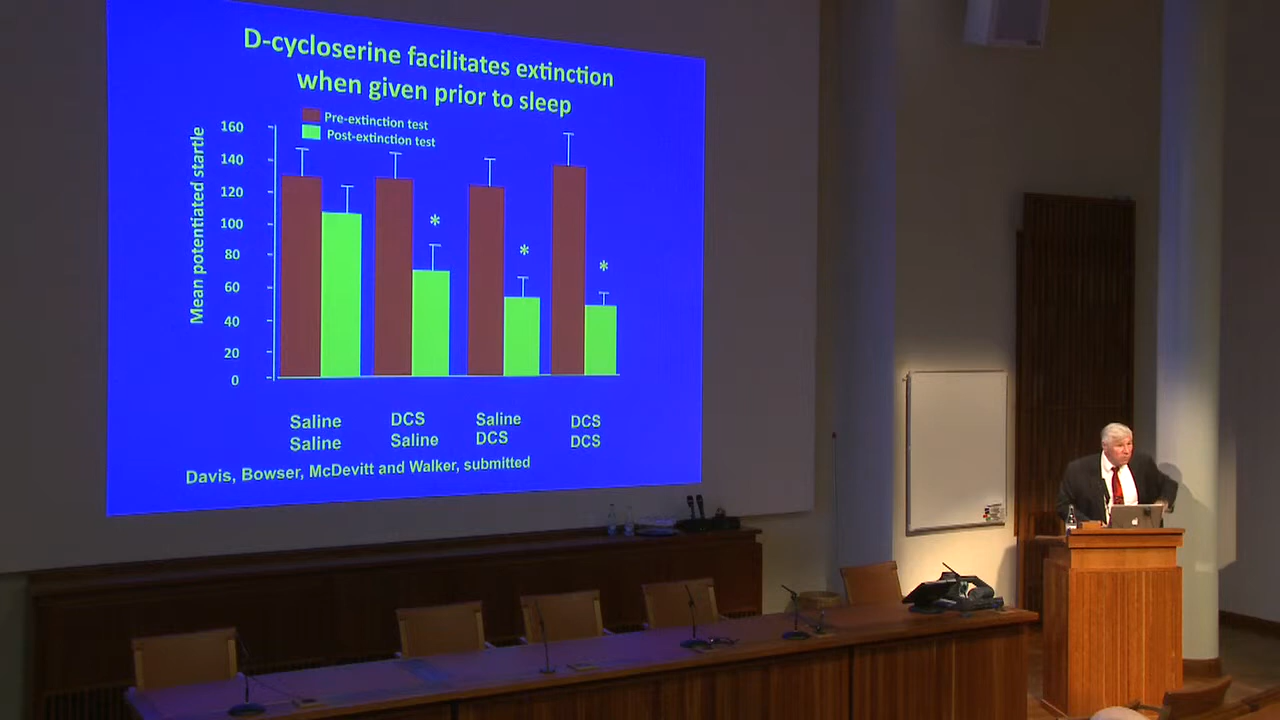 D-cycloserine facilitates extinction
when given prior to sleep
Pre-extinction test
Post-extinction test
Mean potentiated startle
160
140
120
100
80
60
40
20
0
*
*
*
Saline DCS Saline DCS
Saline Saline DCS DCS
Davis, Bowser, McDevitt and Walker, submitted